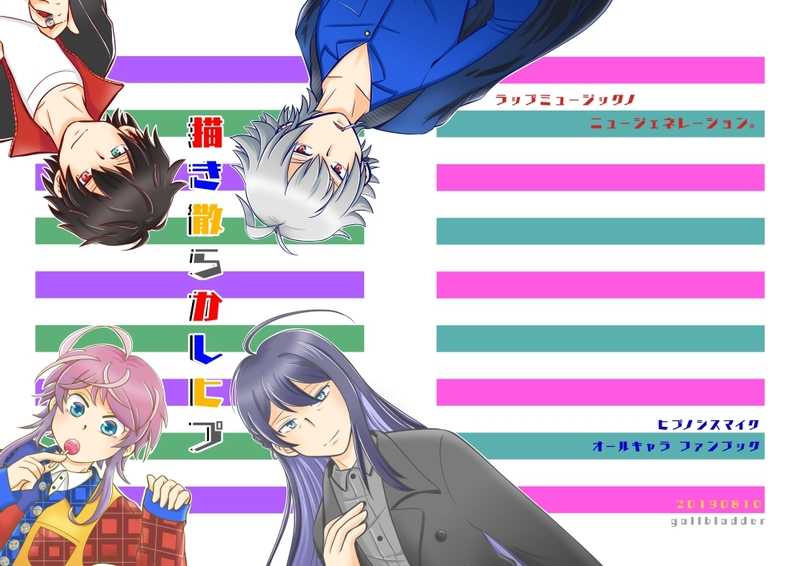 描き散らかしヒプ
ラップミュージックノ
ニュージェネレーション。
ヒプノシスマイク
オールキャラ ファンブック
20190810
gallbladder